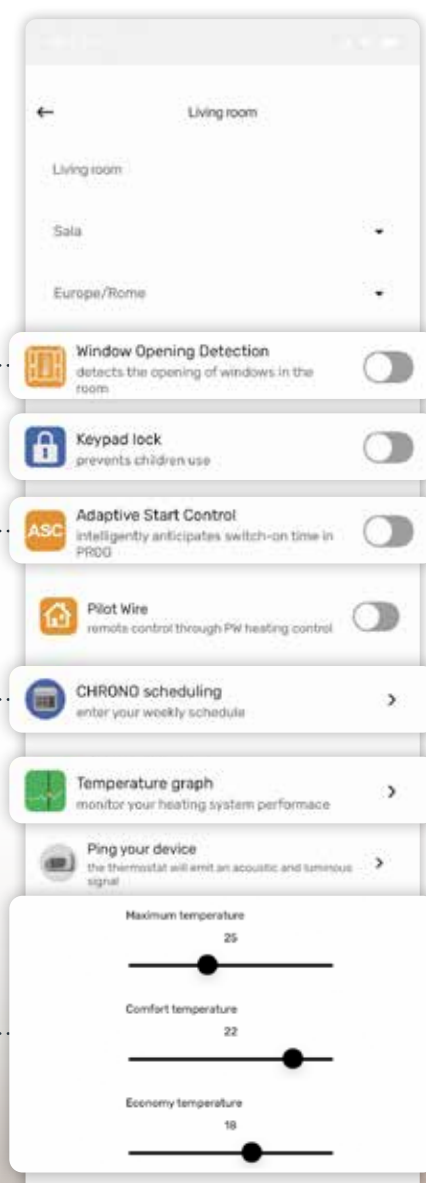 Living room
Living room
Sala
Europe/Rome
Window Opening Detection
detects the opening of windows in the
room
Keypad lock
prevents children use
ASC
Adaptive Start Control
intelligently anticipates switch-on time in
PROG
Pilot Wire
remote control through PW heating control
CHRONO scheduling
enter your weekly schedule
Temperature graph
monitor your heating system performace
Ping your device
the thermostat will emit an acoustic and luminous
signal
Maximum temperature
25
Comfort temperature
22
Economy temperature
18